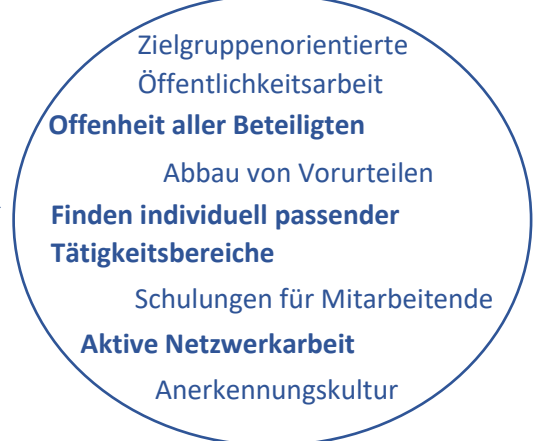 Zielgruppenorientierte
Öffentlichkeitsarbeit
Offenheit aller Beteiligten
Abbau von Vorurteilen
Finden individuell passender
Tätigkeitsbereiche
Schulungen für Mitarbeitende
Aktive Netzwerkarbeit
Anerkennungskultur